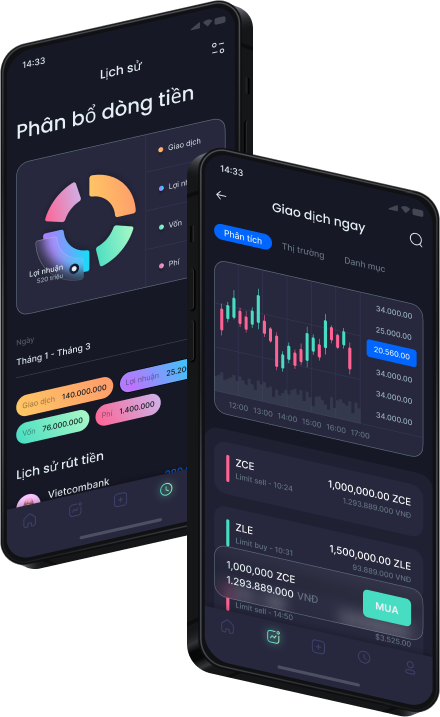 14:33
Lịch sử
Phân bổ dòng tiền
Giao dịch
Lợi nh
Vốn
Phí
Lợi nhuận
520 triệu
Ngày
Tháng 1 - Tháng 3
Giao dịch 140.000.000
Lợi nhuận 25.20
Vốn 76.000.000
Phí 1.400.000
Lịch sử rút tiền
Vietcombank
14:33
Giao dịch ngay
Phân tích Thị trường Danh mục
34.000.00
25.000.00
20.560.00
34.000.00
34.000.00
34.000.00
12:00 13:00 14:00 15:00 16:00 17:00
ZCE 1,000,000.00 ZCE
Limit sell - 10:24 1.293.889.000 VNĐ
ZLE 1,500,000.00 ZLE
Limit buy - 10:31 93.889.000 VNĐ
1,000,000 ZCE
1.293.889.000 VNĐ
MUA
Limit sell - 14:50 $3,525.00